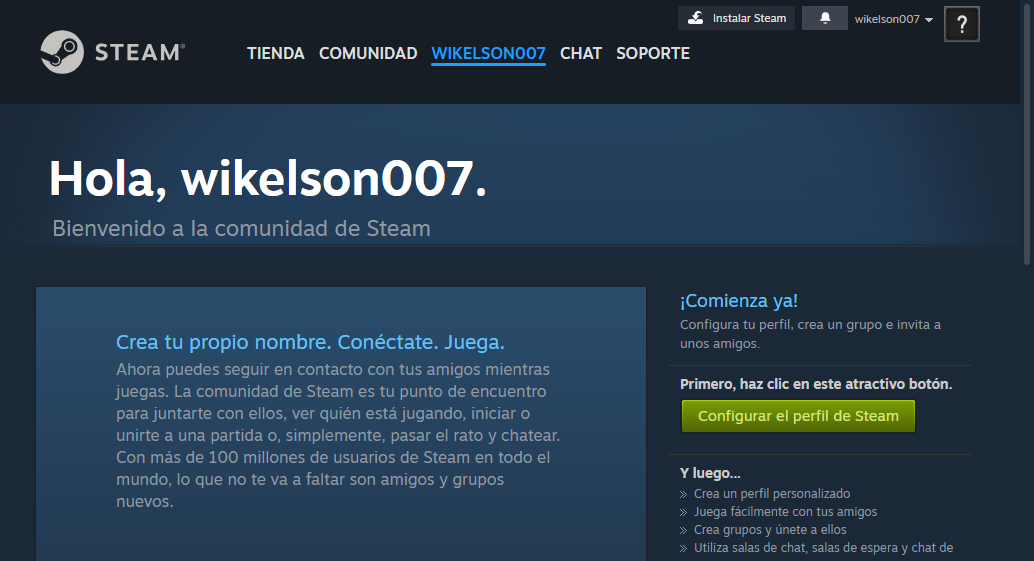 Instalar Steam
wikelson007
?
STEAM®
TIENDA COMUNIDAD WIKELSON007 CHAT SOPORTE
Hola, wikelson007.
Bienvenido a la comunidad de Steam
Crea tu propio nombre. Conéctate. Juega.
Ahora puedes seguir en contacto con tus amigos mientras
juegas. La comunidad de Steam es tu punto de encuentro
para juntarte con ellos, ver quién está jugando, iniciar o
unirte a una partida o, simplemente, pasar el rato y chatear.
Con más de 100 millones de usuarios de Steam en todo el
mundo, lo que no te va a faltar son amigos y grupos
nuevos.
¡Comienza ya!
Configura tu perfil, crea un grupo e invita a
unos amigos.
Primero, haz clic en este atractivo botón.
Configurar el perfil de Steam
Y luego...
» Crea un perfil personalizado
» Juega fácilmente con tus amigos
» Crea grupos y únete a ellos
» Utiliza salas de chat, salas de espera y chat de